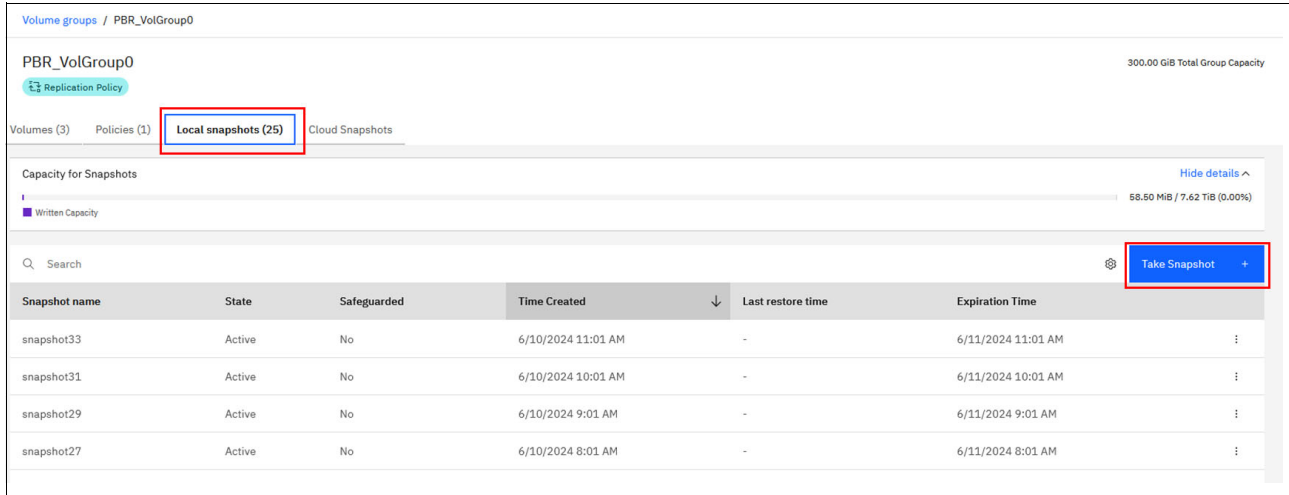 Volume groups / PBR_VolGroup0
PBR_VolGroup0
300.00 GiB Total Group Capacity
Replication Policy
Volumes (3) Policies (1) Local snapshots (25) Cloud Snapshots
Capacity for Snapshots
Hide details
58.50 MiB / 7.62 TiB (0.00%)
Written Capacity
Search
Take Snapshot +
Snapshot name State Safeguarded Time Created Last restore time Expiration Time
snapshot33 Active No 6/10/2024 11:01 AM - 6/11/2024 11:01 AM
snapshot31 Active No 6/10/2024 10:01 AM - 6/11/2024 10:01 AM
snapshot29 Active No 6/10/2024 9:01 AM - 6/11/2024 9:01 AM
snapshot27 Active No 6/10/2024 8:01 AM - 6/11/2024 8:01 AM